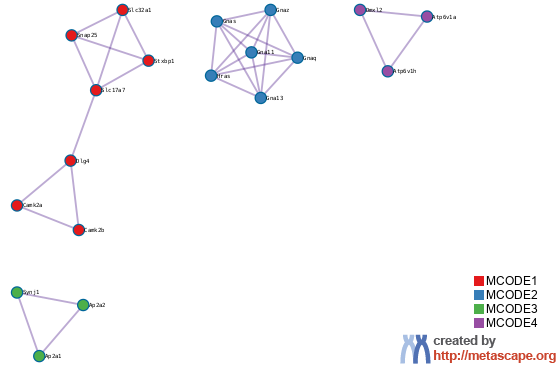 Slc32a1
Snap25
Stxbp1
Slc17a7
Dlg4
Camk2a
Camk2b
Gnaz
Gnas
Gna11
Gnaq
Hras
Gna13
Dmxl2
Atp6v1a
Atp6v1h
Synj1
Ap2a2
Ap2a1
MCODE1
MCODE2
MCODE3
MCODE4
created by
http://metascape.org